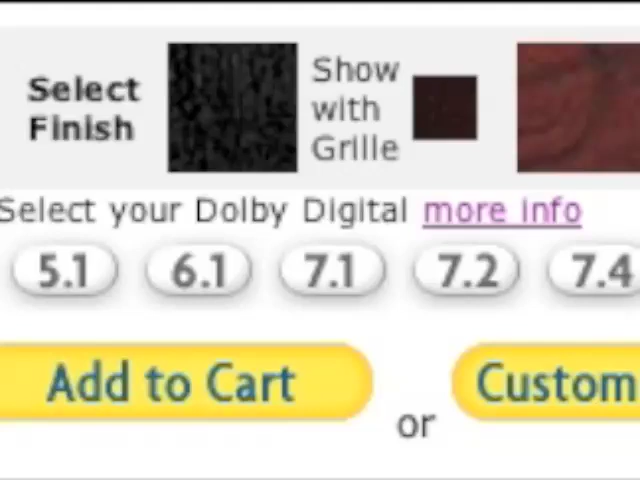 Select
Finish
Show
with
Grille
Select your Dolby Digital more info
5.1 6.1 7.1 7.2 7.4
Add to Cart or Custom